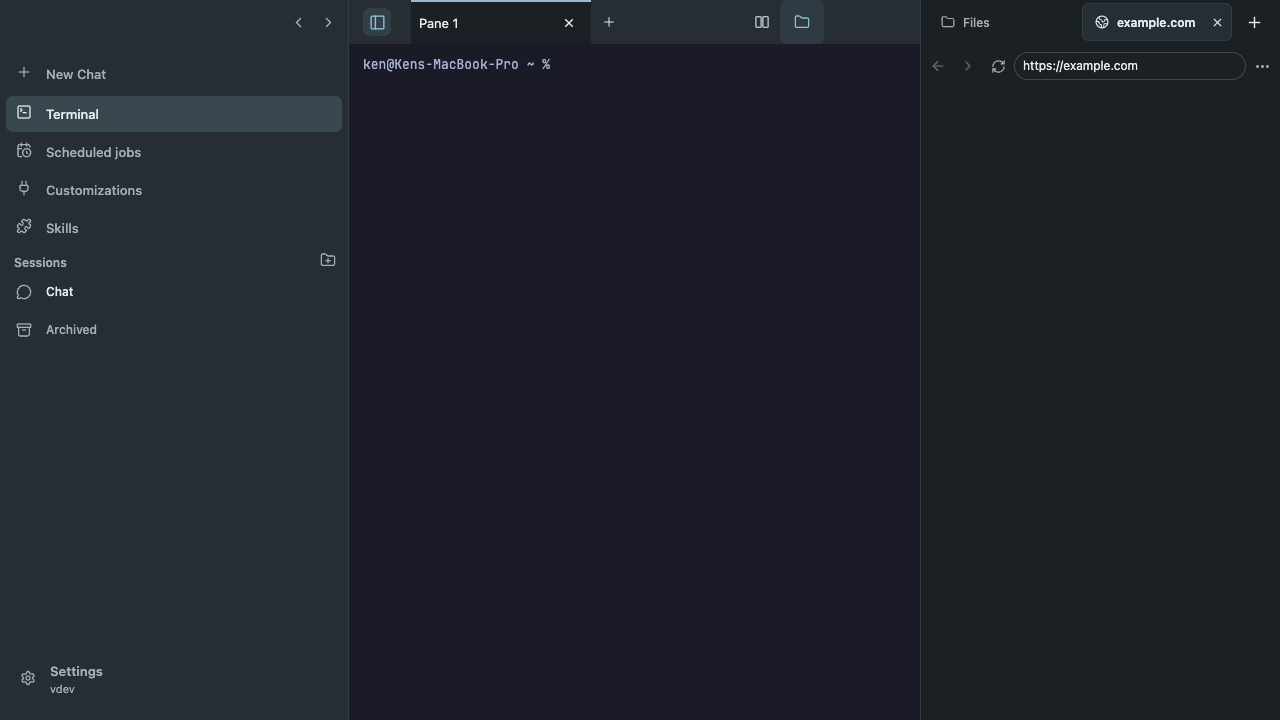 New Chat
Terminal
Scheduled jobs
Customizations
Skills
Sessions
Chat
Archived
Settings
vdev
Pane 1
ken@Kens-MacBook-Pro ~ %
Files
example.com
https://example.com